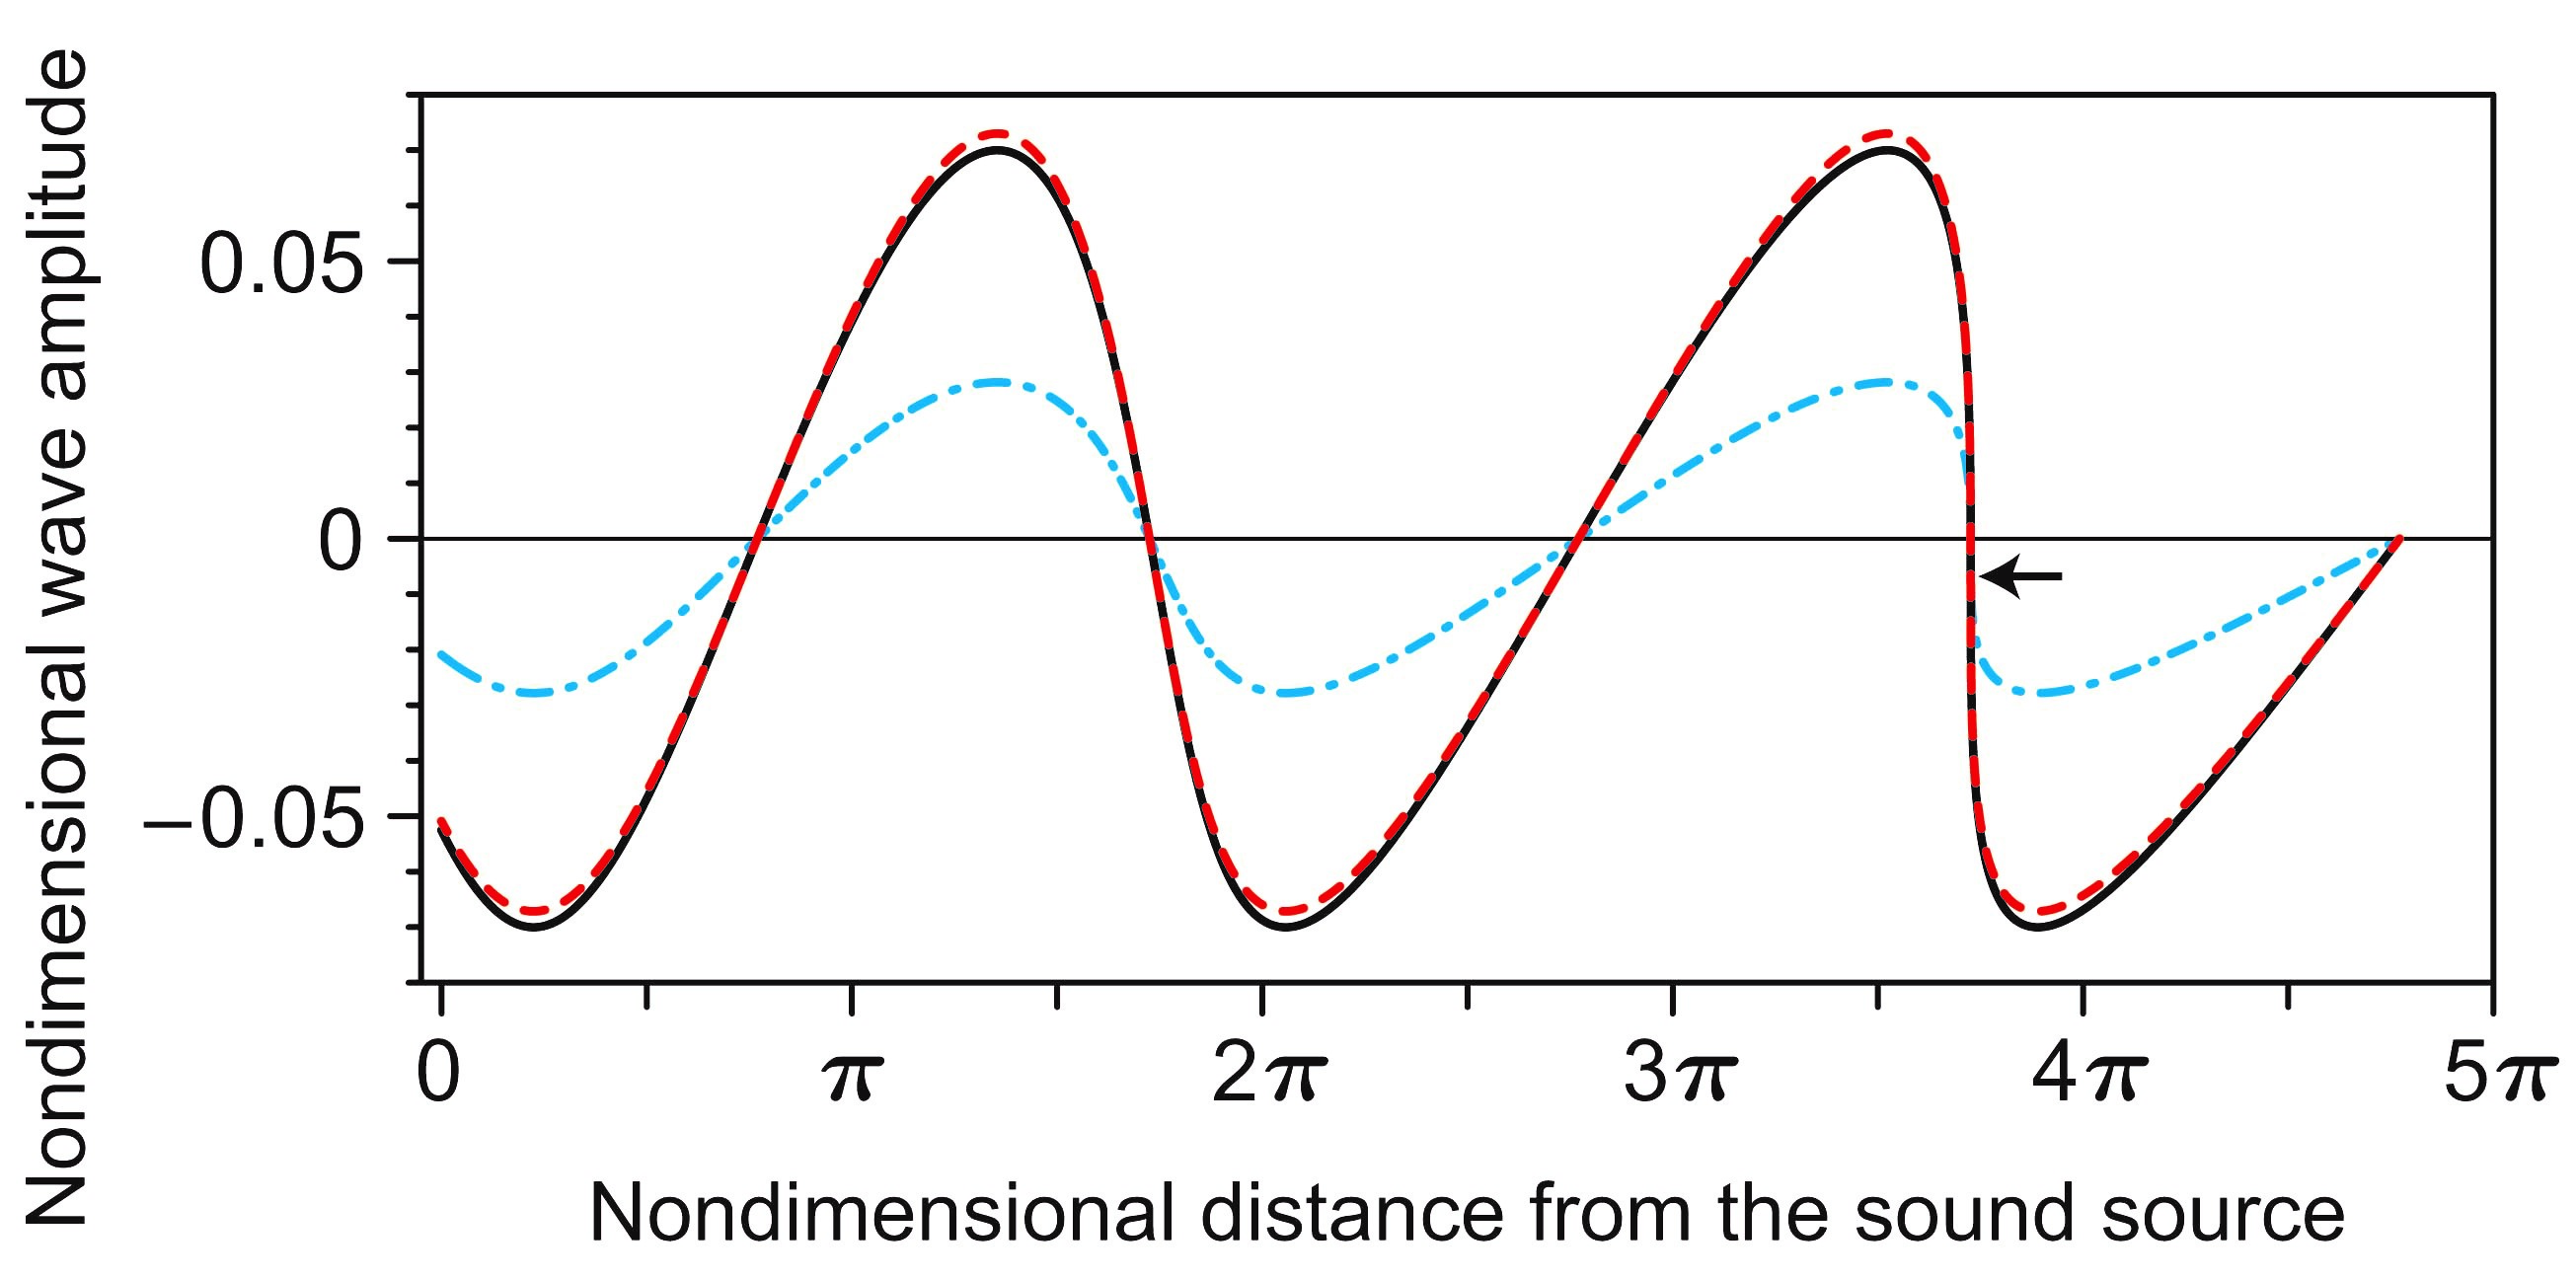 Nondimensional wave amplitude
0.05
0
−0.05
0 π 2π 3π 4π 5π
Nondimensional distance from the sound source